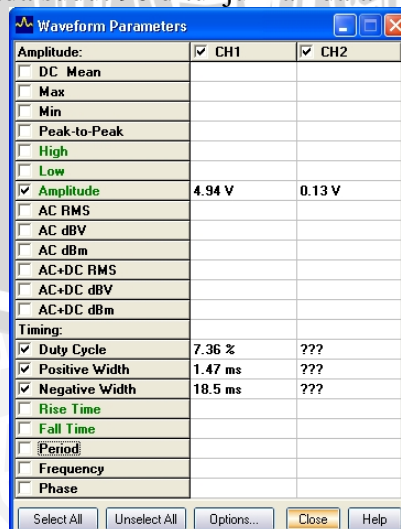 Waveform Parameters
Amplitude: CH1 CH2
DC Mean
Max
Min
Peak-to-Peak
High
Low
Amplitude 4.94 V 0.13 V
AC RMS
AC dBV
AC dBm
AC+DC RMS
AC+DC dBV
AC+DC dBm
Timing:
Duty Cycle 7.36 % ???
Positive Width 1.47 ms ???
Negative Width 18.5 ms ???
Rise Time
Fall Time
Period
Frequency
Phase
Select All Unselect All Options... Close Help